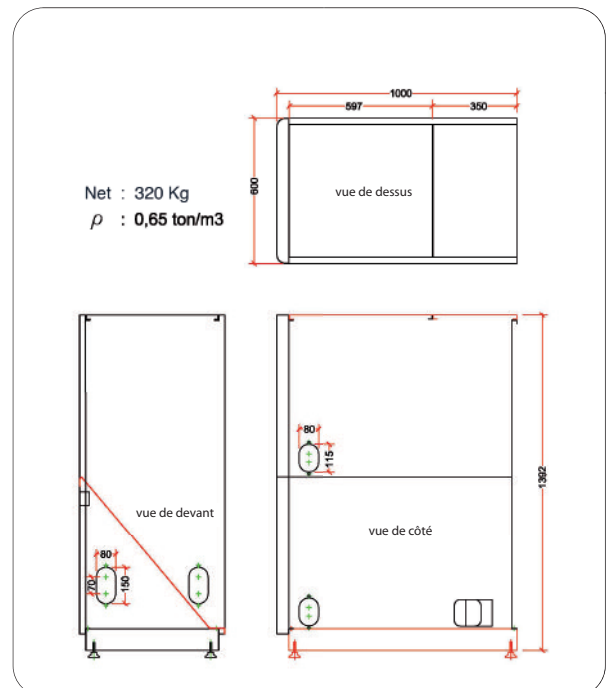 1000
597 350
600
vue de dessus
Net : 320 Kg
ρ : 0,65 ton/m3
80
115
1392
vue de devant
vue de côté
80
70
150